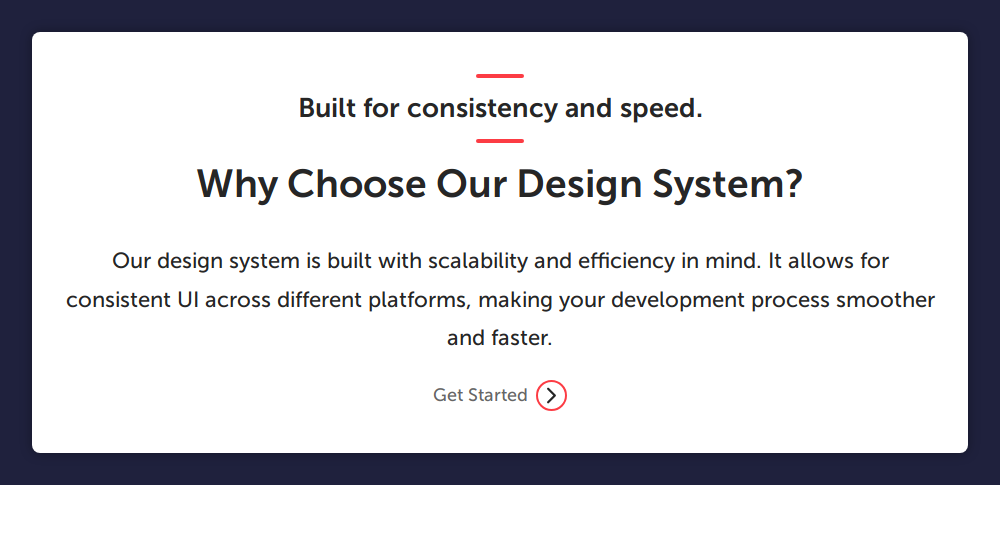 Built for consistency and speed.
Why Choose Our Design System?
Our design system is built with scalability and efficiency in mind. It allows for
consistent UI across different platforms, making your development process smoother
and faster.
Get Started